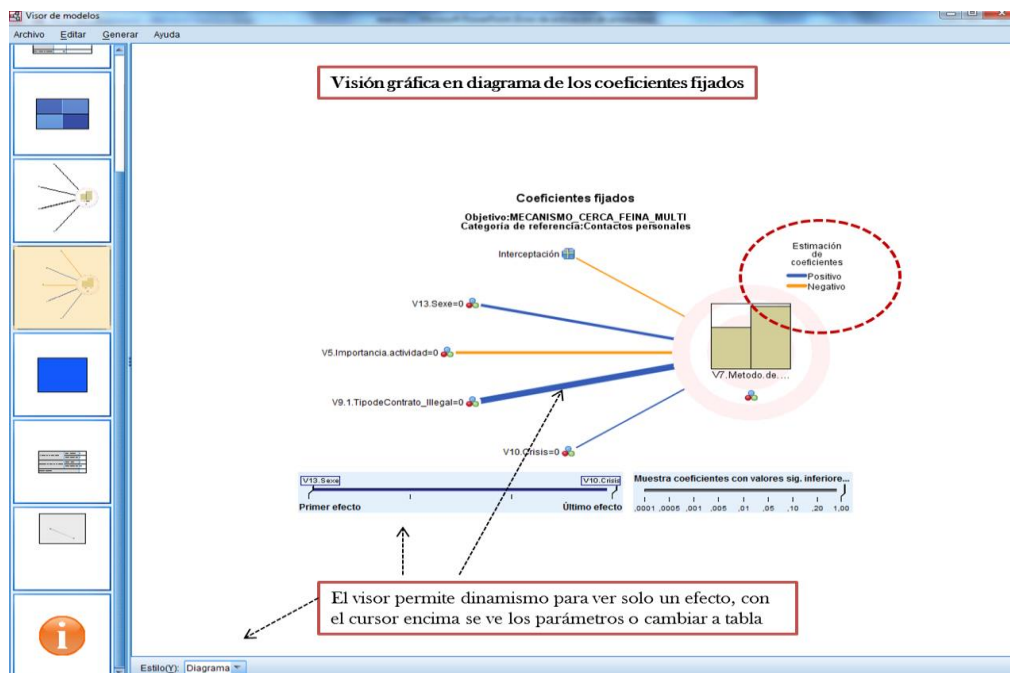 Visor de modelos
Archivo Editar Generar Ayuda
Visión gráfica en diagrama de los coeficientes fijados
Coeficientes fijados
Objetivo:MECANISMO_CERCA_FEINA_MULTI
Categoría de referencia:Contactos personales
Interceptación
Estimación
de
coeficientes
Positivo
Negativo
V13.Sexe=0
V5.Importancia.actividad=0
V7.Metodo.de....
V9.1.TipodeContrato_Illegal=0
V10.Crisis=0
V13.Sexe
V10.Crisis
Primer efecto
Último efecto
Muestra coeficientes con valores sig. inferiore...
,0001 ,0005 ,001 ,005 ,01 ,05 ,10 ,20 1,00
El visor permite dinamismo para ver solo un efecto, con
el cursor encima se ve los parámetros o cambiar a tabla
Estilo(Y): Diagrama